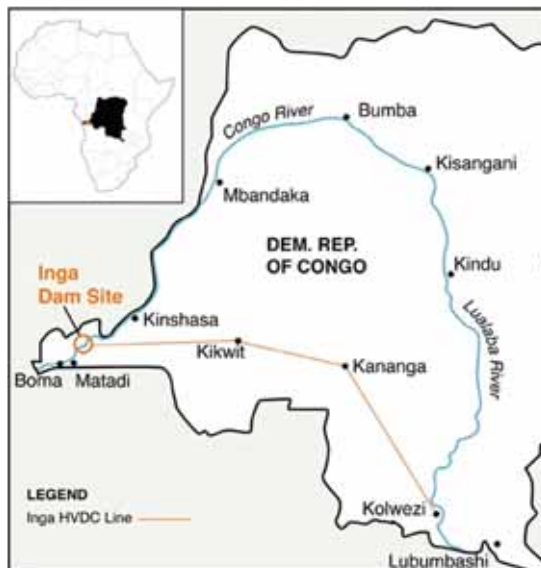 Congo River
Bumba
Kisangani
Mbandaka
DEM. REP.
OF CONGO
Kindu
Inga
Dam Site
Lualaba River
Kinshasa
Kikwit
Kananga
Boma
Matadi
LEGEND
Inga HVDC Line
Kolwezi
Lubumbashi